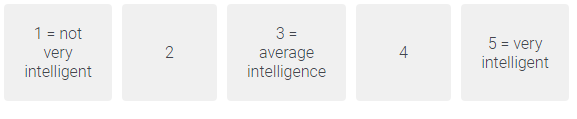 1 = not
very
intelligent
2
3 =
average
intelligence
4
5 = very
intelligent